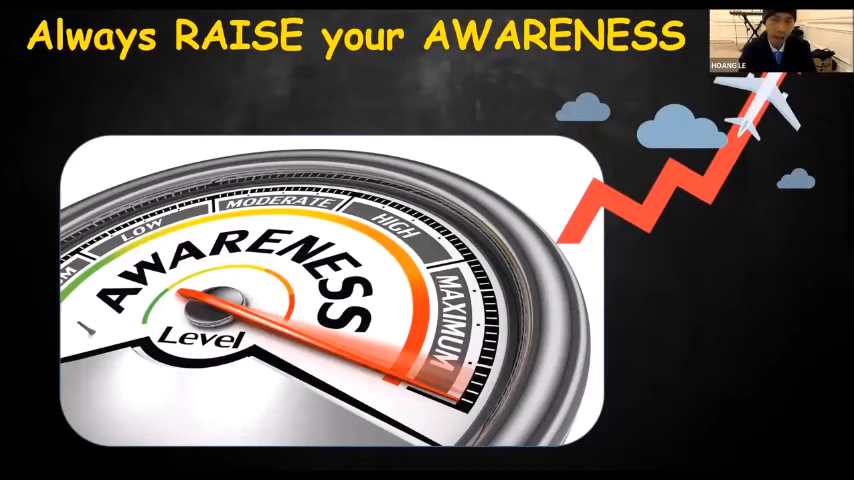 Always RAISE your AWARENESS
HOANG LE
LOW
MODERATE
HIGH
MAXIMUM
AWARENESS
Level